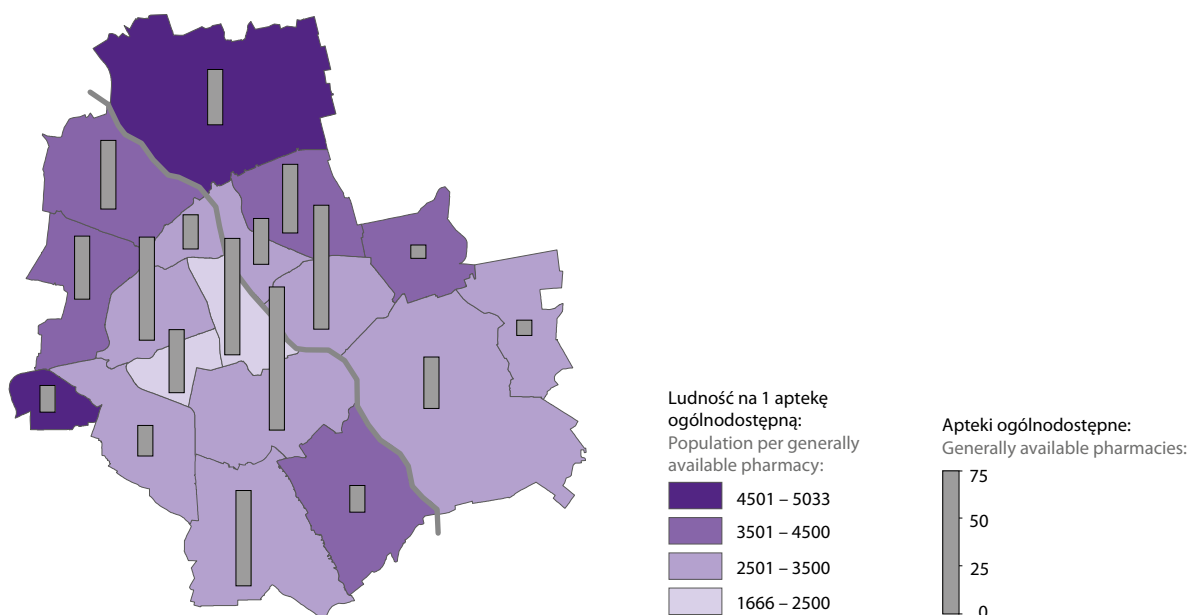 Ludność na 1 aptekę
ogólnodostępną:
Population per generally
available pharmacy:
4501 – 5033
3501 – 4500
2501 – 3500
1666 – 2500
Apteki ogólnodostępne:
Generally available pharmacies:
75
50
25
0